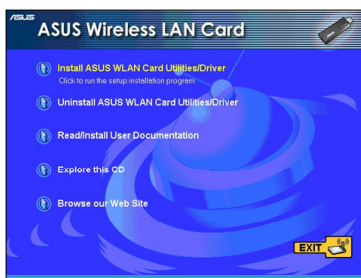 ASUS
ASUS Wireless LAN Card
Install ASUS WLAN Card Utilities/Driver
Click to run the setup installation program
Uninstall ASUS WLAN Card Utilities/Driver
Read/Install User Documentation
Explore this CD
Browse our Web Site
EXIT